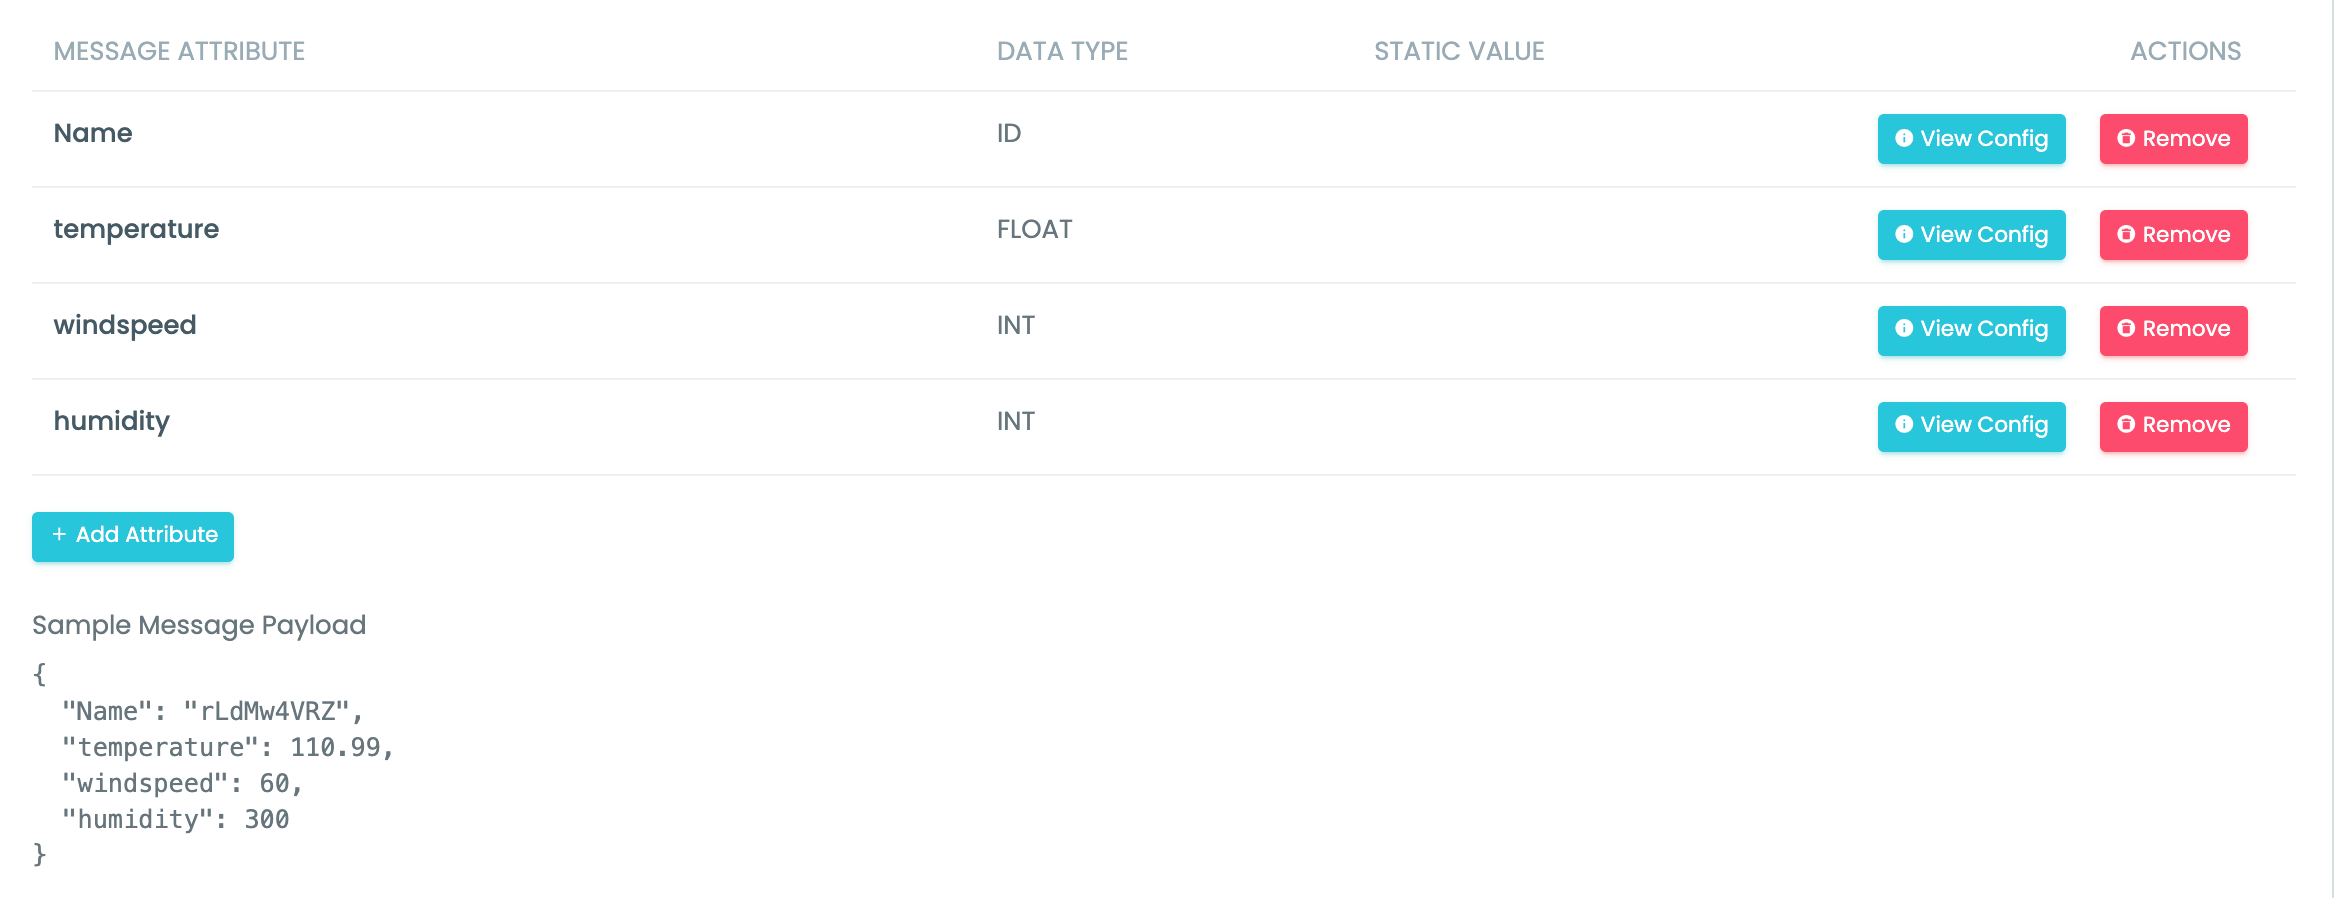 MESSAGE ATTRIBUTE DATA TYPE STATIC VALUE ACTIONS
Name ID View Config Remove
temperature FLOAT View Config Remove
windspeed INT View Config Remove
humidity INT View Config Remove
+ Add Attribute
Sample Message Payload
{
  "Name": "rLdMw4VRZ",
  "temperature": 110.99,
  "windspeed": 60,
  "humidity": 300
}